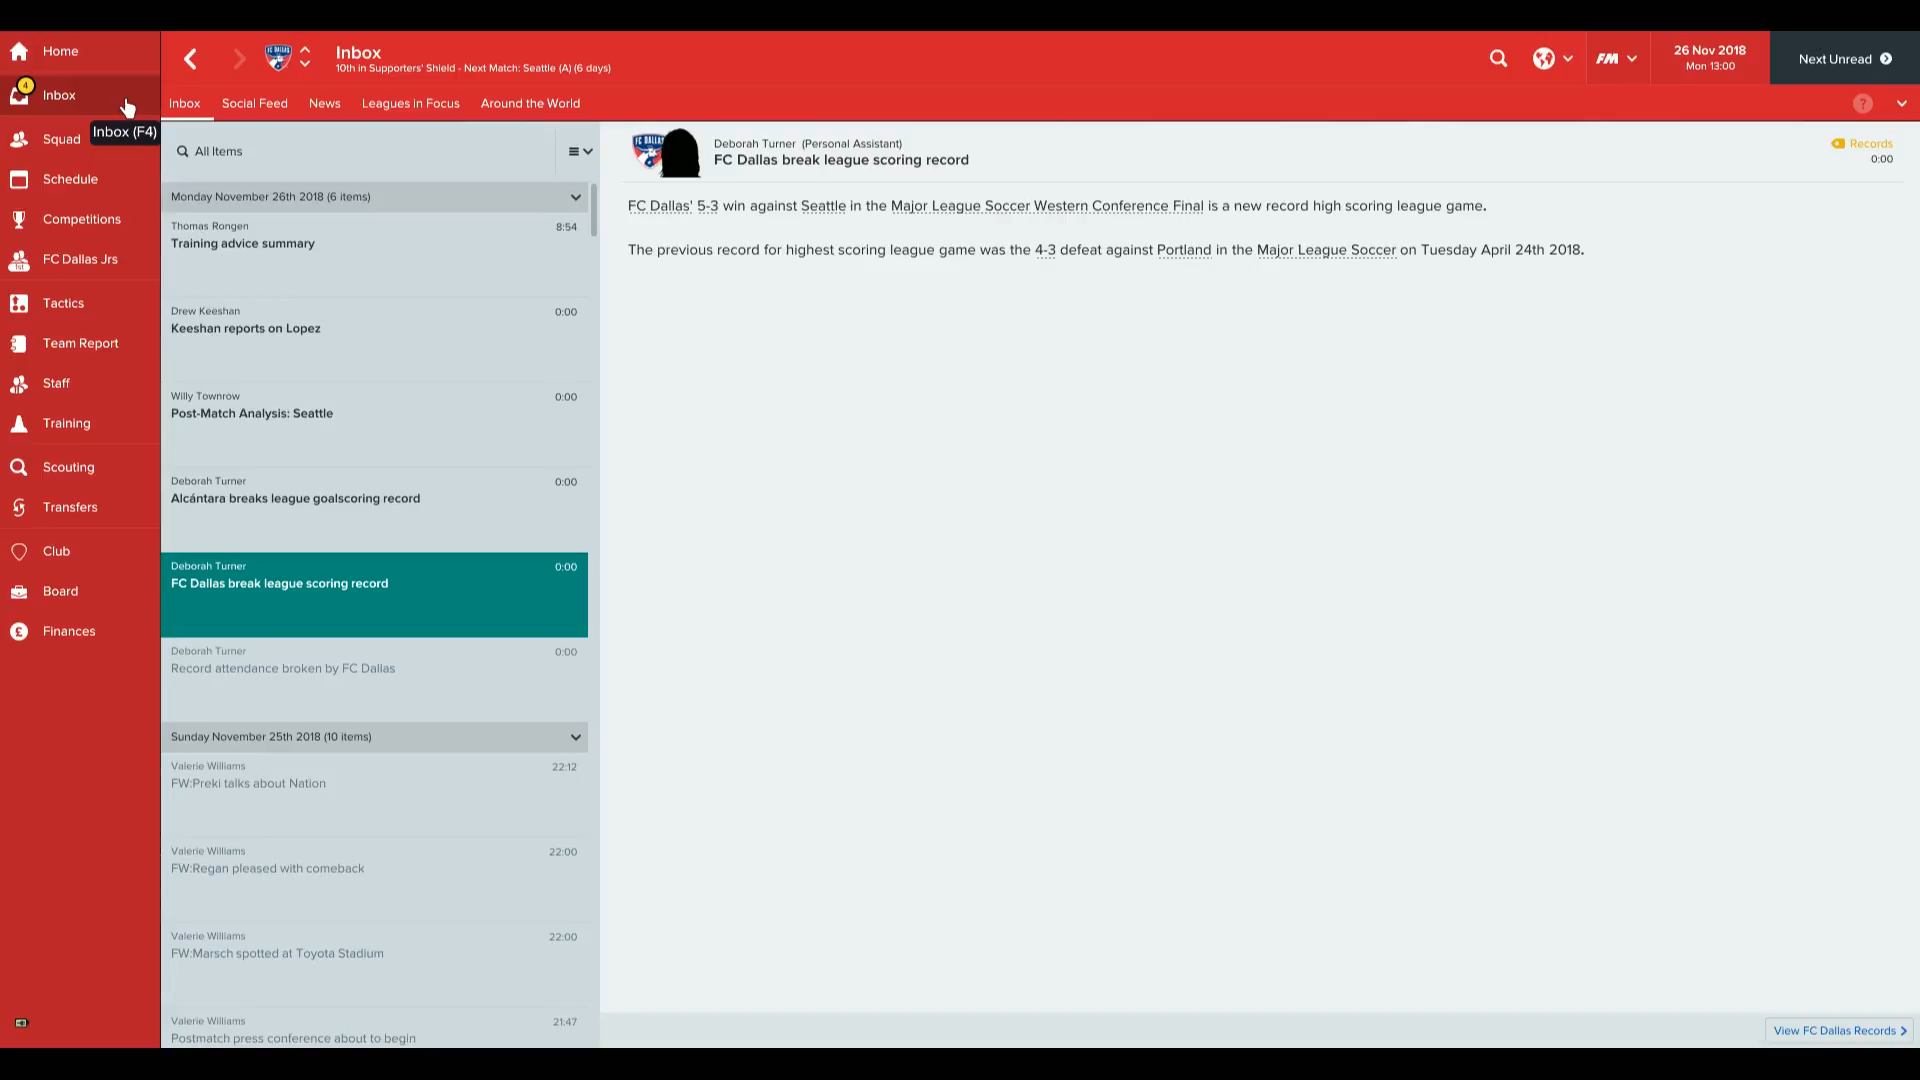 Home
4
Inbox
Inbox (F4)
Squad
Schedule
Competitions
1st
FC Dallas Jrs
Tactics
Team Report
Staff
Training
Scouting
Transfers
Club
Board
£
Finances
FC DALLAS
Inbox
10th in Supporters' Shield - Next Match: Seattle (A) (6 days)
FM
26 Nov 2018
Mon 13:00
Next Unread
Inbox
Social Feed
News
Leagues in Focus
Around the World
?
All Items
Monday November 26th 2018 (6 items)
Thomas Rongen 8:54
Training advice summary
Drew Keeshan 0:00
Keeshan reports on Lopez
Willy Townrow 0:00
Post-Match Analysis: Seattle
Deborah Turner 0:00
Alcántara breaks league goalscoring record
Deborah Turner 0:00
FC Dallas break league scoring record
Deborah Turner 0:00
Record attendance broken by FC Dallas
Sunday November 25th 2018 (10 items)
Valerie Williams 22:12
FW:Preki talks about Nation
Valerie Williams 22:00
FW:Regan pleased with comeback
Valerie Williams 22:00
FW:Marsch spotted at Toyota Stadium
Valerie Williams 21:47
Postmatch press conference about to begin
FC DALLAS
Deborah Turner (Personal Assistant)
FC Dallas break league scoring record
Records
0:00
FC Dallas' 5-3 win against Seattle in the Major League Soccer Western Conference Final is a new record high scoring league game.
The previous record for highest scoring league game was the 4-3 defeat against Portland in the Major League Soccer on Tuesday April 24th 2018.
View FC Dallas Records